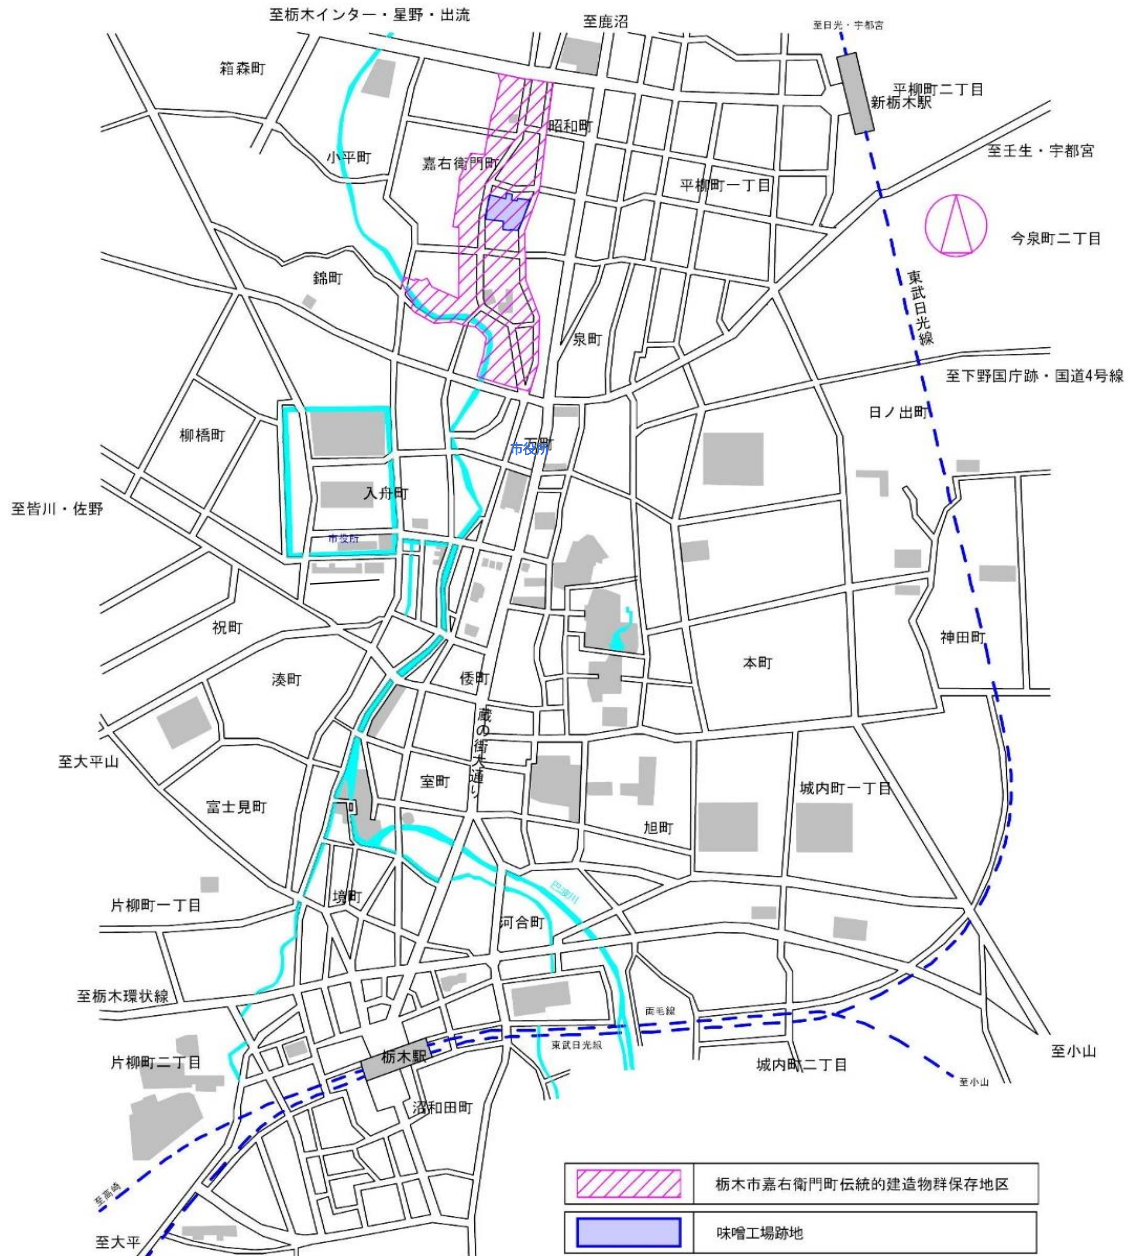 至栃木インター・星野・出流
至鹿沼
至日光・宇都宮
箱森町
平柳町二丁目
新栃木駅
昭和町
小平町
嘉右衛門町
至壬生・宇都宮
平柳町一丁目
今泉町二丁目
錦町
東武日光線
泉町
至下野国庁跡・国道4号線
日ノ出町
柳橋町
万町
市役所
入舟町
至皆川・佐野
市役所
祝町
神田町
本町
湊町
倭町
蔵の街大通り
至大平山
室町
城内町一丁目
富士見町
旭町
境町
巴波川
片柳町一丁目
河合町
至栃木環状線
両毛線
東武日光線
栃木駅
片柳町二丁目
城内町二丁目
至小山
至小山
沼和田町
至高崎
至大平
栃木市嘉右衛門町伝統的建造物群保存地区
味噌工場跡地